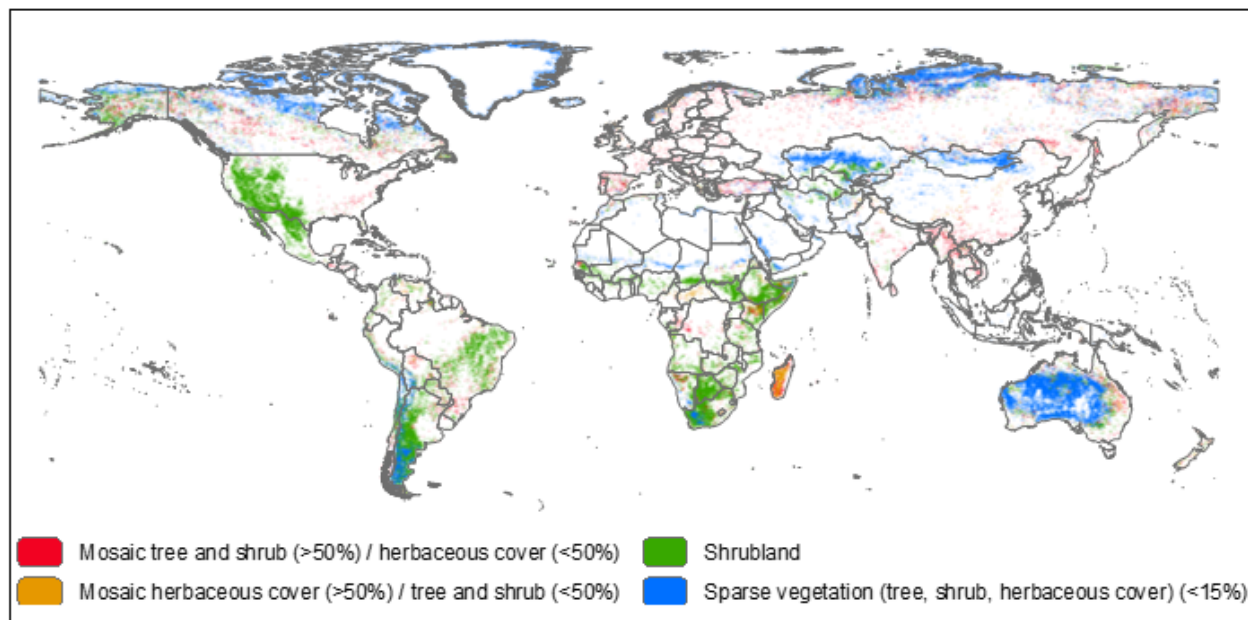 Mosaic tree and shrub (>50%) / herbaceous cover (<50%)
Shrubland
Mosaic herbaceous cover (>50%) / tree and shrub (<50%)
Sparse vegetation (tree, shrub, herbaceous cover) (<15%)